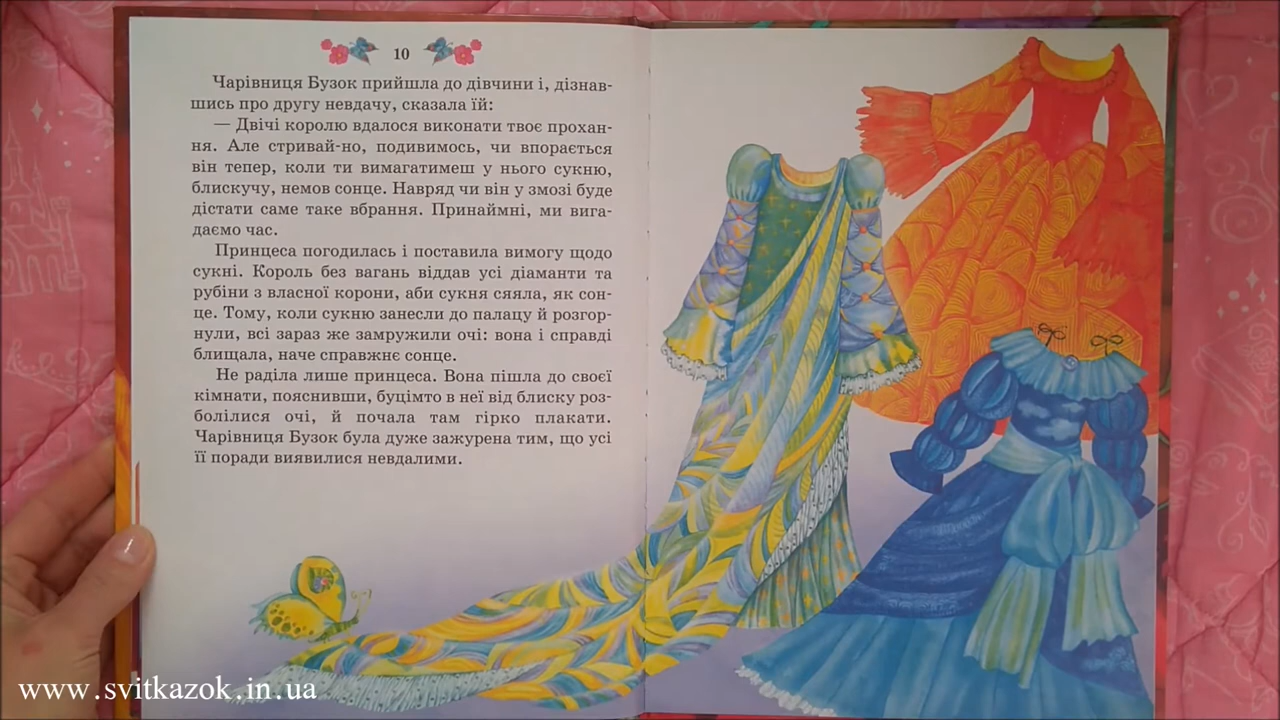 10
Чарівниця Бузок прийшла до дівчини і, дізнав-
шись про другу невдачу, сказала їй:
— Двічі королю вдалося виконати твоє прохан-
ня. Але стривай-но, подивимось, чи впорається
він тепер, коли ти вимагатимеш у нього сукню,
блискучу, немов сонце. Навряд чи він у змозі буде
дістати саме таке вбрання. Принаймні, ми вига-
даємо час.
Принцеса погодилась і поставила вимогу щодо
сукні. Король без вагань віддав усі діаманти та
рубіни з власної корони, аби сукня сяяла, як сон-
це. Тому, коли сукню занесли до палацу й розгор-
нули, всі зараз же замружили очі: вона і справді
блищала, наче справжнє сонце.
Не раділа лише принцеса. Вона пішла до своєї
кімнати, пояснивши, буцімто в неї від блиску роз-
болілися очі, й почала там гірко плакати.
Чарівниця Бузок була дуже зажурена тим, що усі
її поради виявилися невдалими.
www.svitkazok.in.ua